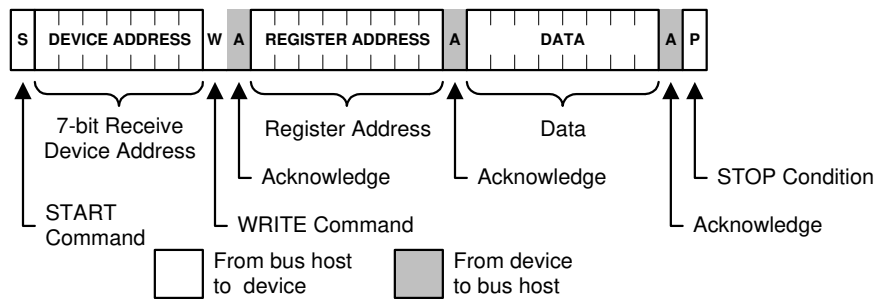 S DEVICE ADDRESS W A REGISTER ADDRESS A DATA A P
7-bit Receive
Device Address
Register Address
Data
Acknowledge
Acknowledge
STOP Condition
START
Command
WRITE Command
Acknowledge
From bus host
to device
From device
to bus host